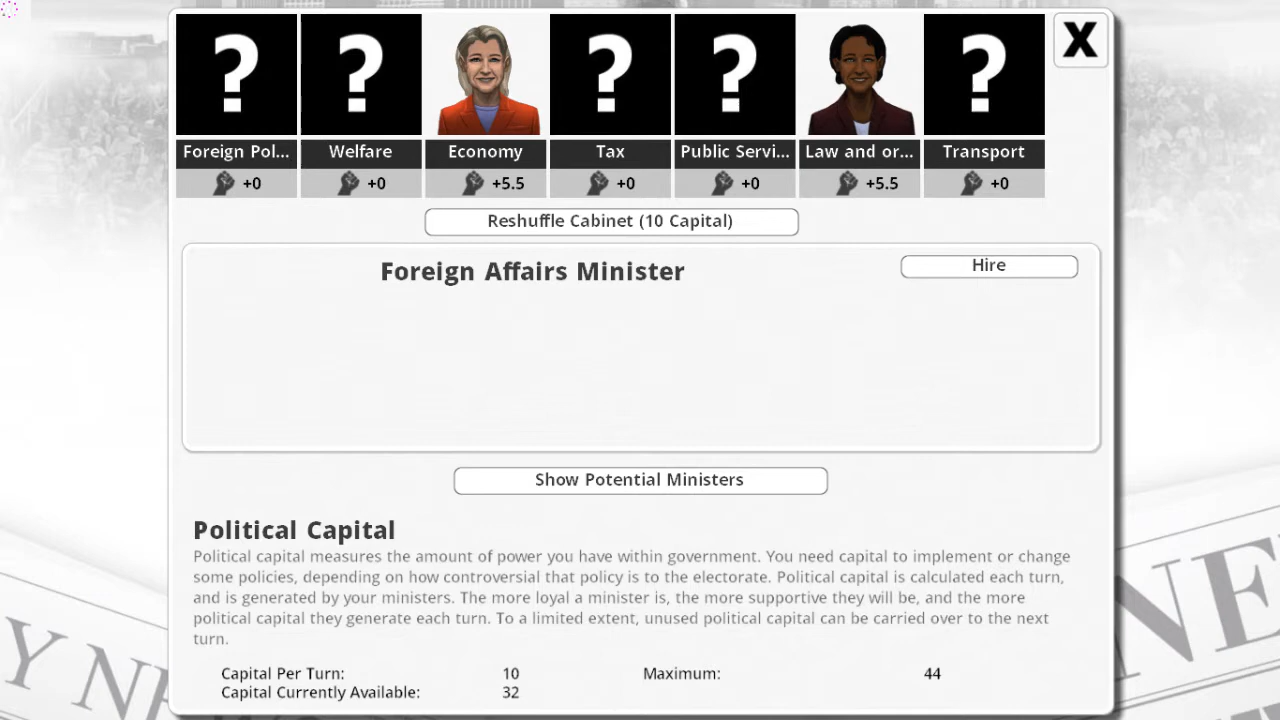 ? ? ? ? ? X
Foreign Pol... Welfare Economy Tax Public Servi... Law and or... Transport
+0 +0 +5.5 +0 +0 +5.5 +0
Reshuffle Cabinet (10 Capital)
Foreign Affairs Minister
Hire
Show Potential Ministers
Political Capital
Political capital measures the amount of power you have within government. You need capital to implement or change
some policies, depending on how controversial that policy is to the electorate. Political capital is calculated each turn,
and is generated by your ministers. The more loyal a minister is, the more supportive they will be, and the more
political capital they generate each turn. To a limited extent, unused political capital can be carried over to the next
turn.
Capital Per Turn: 10 Maximum: 44
Capital Currently Available: 32
Y NE
NE